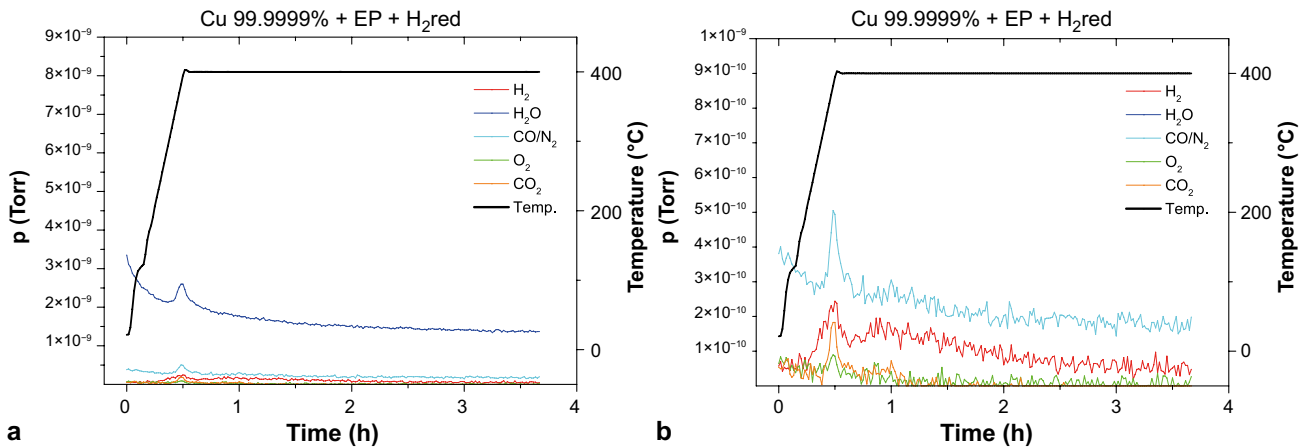 Cu 99.9999% + EP + H₂red
9×10⁻⁹
8×10⁻⁹
7×10⁻⁹
6×10⁻⁹
5×10⁻⁹
4×10⁻⁹
3×10⁻⁹
2×10⁻⁹
1×10⁻⁹
p (Torr)
H₂
H₂O
CO/N₂
O₂
CO₂
Temp.
400
200
0
Temperature (°C)
0 1 2 3 4
Time (h)
a
Cu 99.9999% + EP + H₂red
1×10⁻⁹
9×10⁻¹⁰
8×10⁻¹⁰
7×10⁻¹⁰
6×10⁻¹⁰
5×10⁻¹⁰
4×10⁻¹⁰
3×10⁻¹⁰
2×10⁻¹⁰
1×10⁻¹⁰
p (Torr)
H₂
H₂O
CO/N₂
O₂
CO₂
Temp.
400
200
0
Temperature (°C)
0 1 2 3 4
Time (h)
b